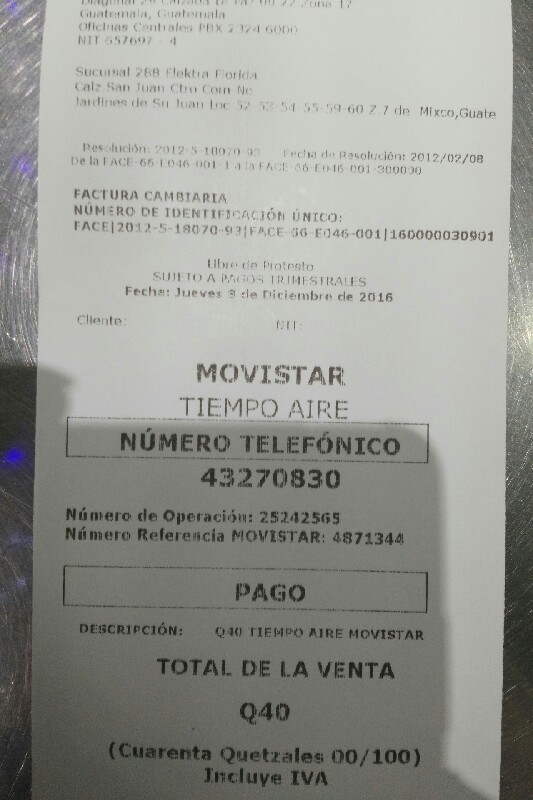 Guatemala, Guatemala
Oficinas Centrales PBX 2324 6000
NIT 657697 - 4
Sucursal 288 Elektra Florida
Calz San Juan Ctro Com Nc
Jardines de Sn Juan Loc 52-53-54-55-59-60 Z.7 de Mixco,Guate
Resolución: 2012-5-18070-93 Fecha de Resolución: 2012/02/08
De la FACE-66-E046-001-1 a la FACE-66-E046-001-300000
FACTURA CAMBIARIA
NÚMERO DE IDENTIFICACIÓN ÚNICO:
FACE|2012-5-18070-93|FACE-66-E046-001|160000030901
Libre de Protesto
SUJETO A PAGOS TRIMESTRALES
Fecha: Jueves 8 de Diciembre de 2016
Cliente: NIT:
MOVISTAR
TIEMPO AIRE
NÚMERO TELEFÓNICO
43270830
Número de Operación: 25242565
Número Referencia MOVISTAR: 4871344
PAGO
DESCRIPCIÓN: Q40 TIEMPO AIRE MOVISTAR
TOTAL DE LA VENTA
Q40
(Cuarenta Quetzales 00/100)
Incluye IVA